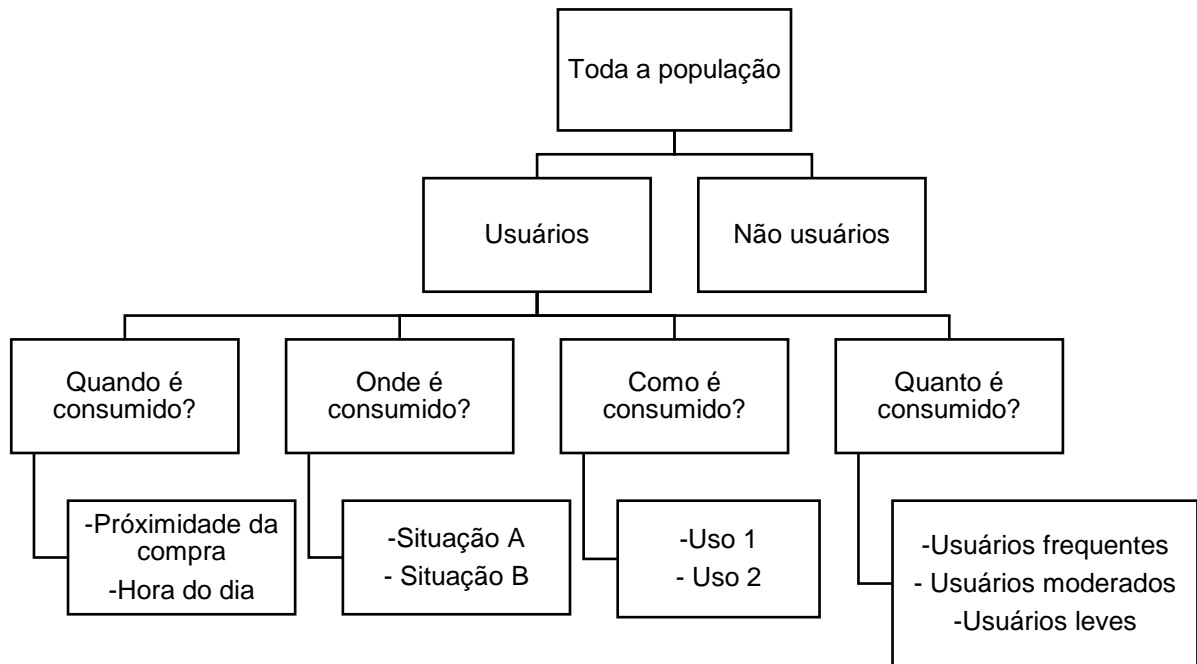 Toda a população
Usuários
Não usuários
Quando é
consumido?
Onde é
consumido?
Como é
consumido?
Quanto é
consumido?
-Próximidade da
compra
-Hora do dia
-Situação A
- Situação B
-Uso 1
- Uso 2
-Usuários frequentes
- Usuários moderados
-Usuários leves